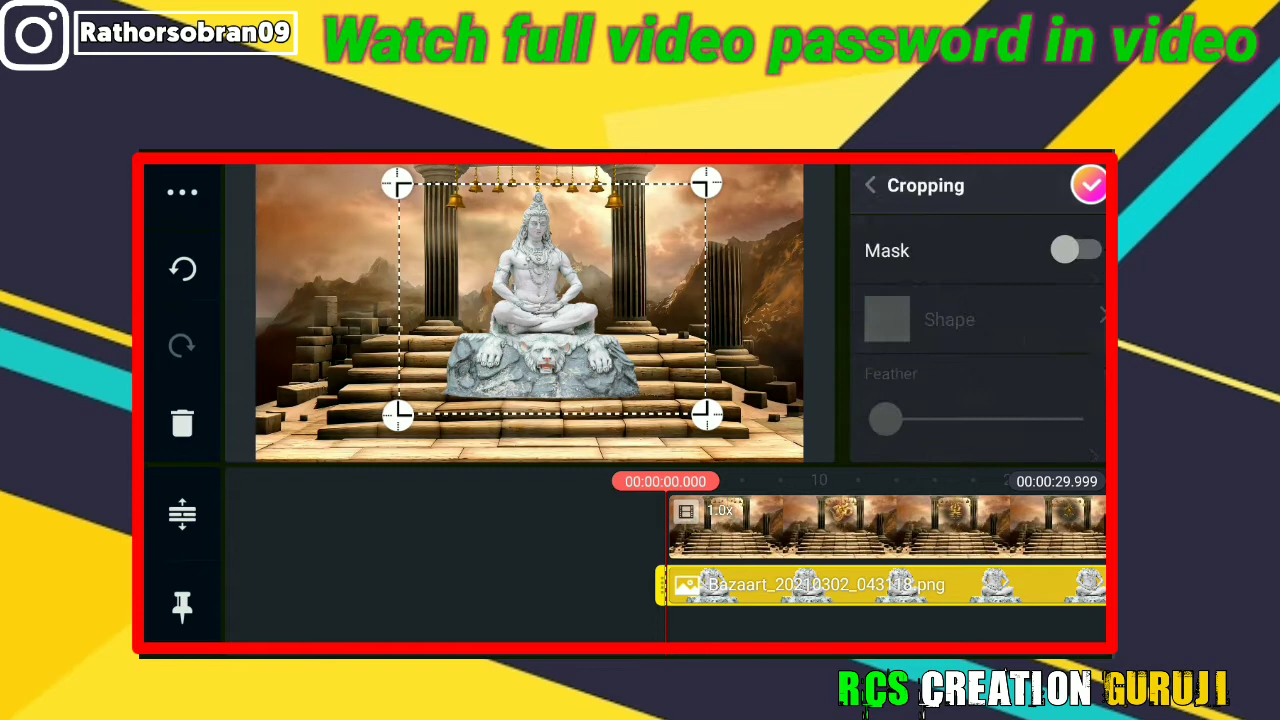 Rathorsobran09
Watch full video password in video
Cropping
Mask
Shape
Feather
00:00:00.000
10
00:00:29.999
1.0x
Bazaart_20210302_043118.png
RCS CREATION GURUJI